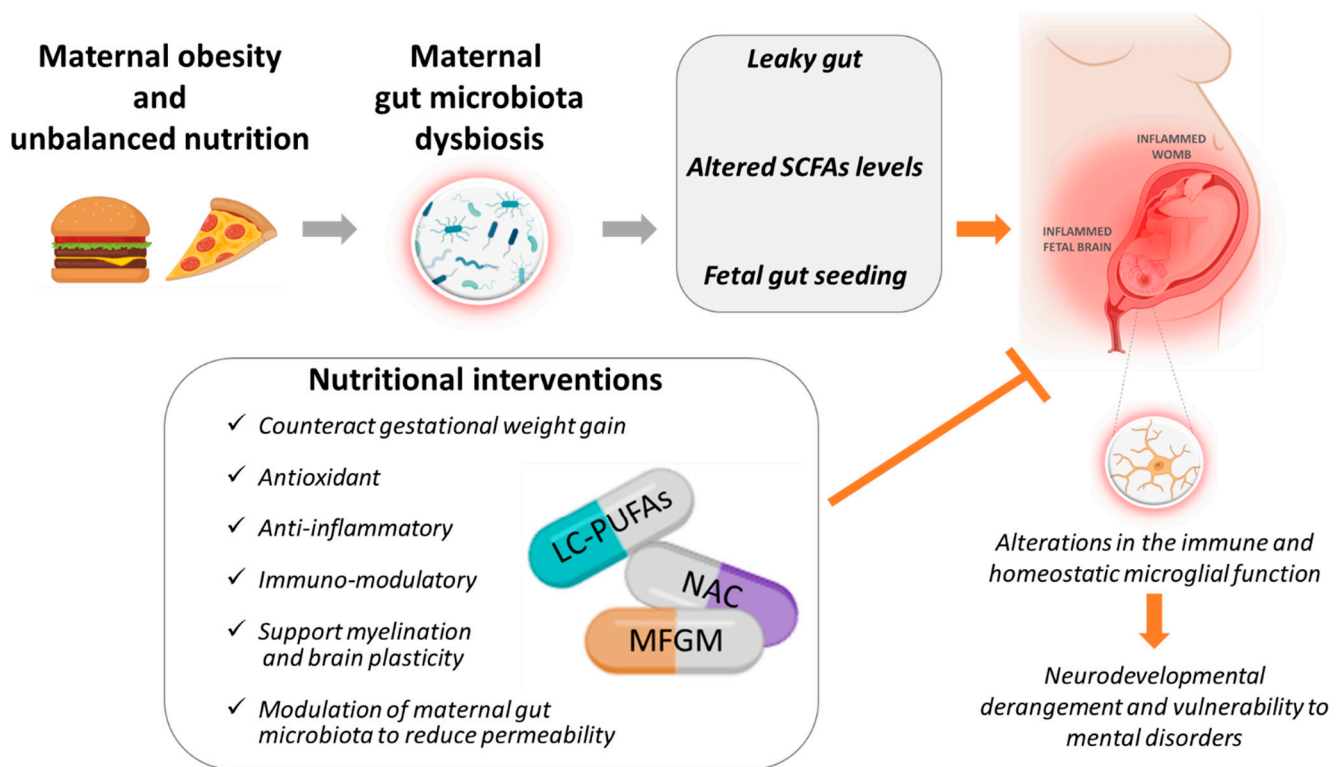 Maternal obesity
and
unbalanced nutrition
Maternal
gut microbiota
dysbiosis
Leaky gut
Altered SCFAs levels
Fetal gut seeding
INFLAMMED
WOMB
INFLAMMED
FETAL BRAIN
Nutritional interventions
✓ Counteract gestational weight gain
✓ Antioxidant
✓ Anti-inflammatory
✓ Immuno-modulatory
✓ Support myelination
and brain plasticity
✓ Modulation of maternal gut
microbiota to reduce permeability
LC-PUFAs
NAC
MFGM
Alterations in the immune and
homeostatic microglial function
Neurodevelopmental
derangement and vulnerability to
mental disorders